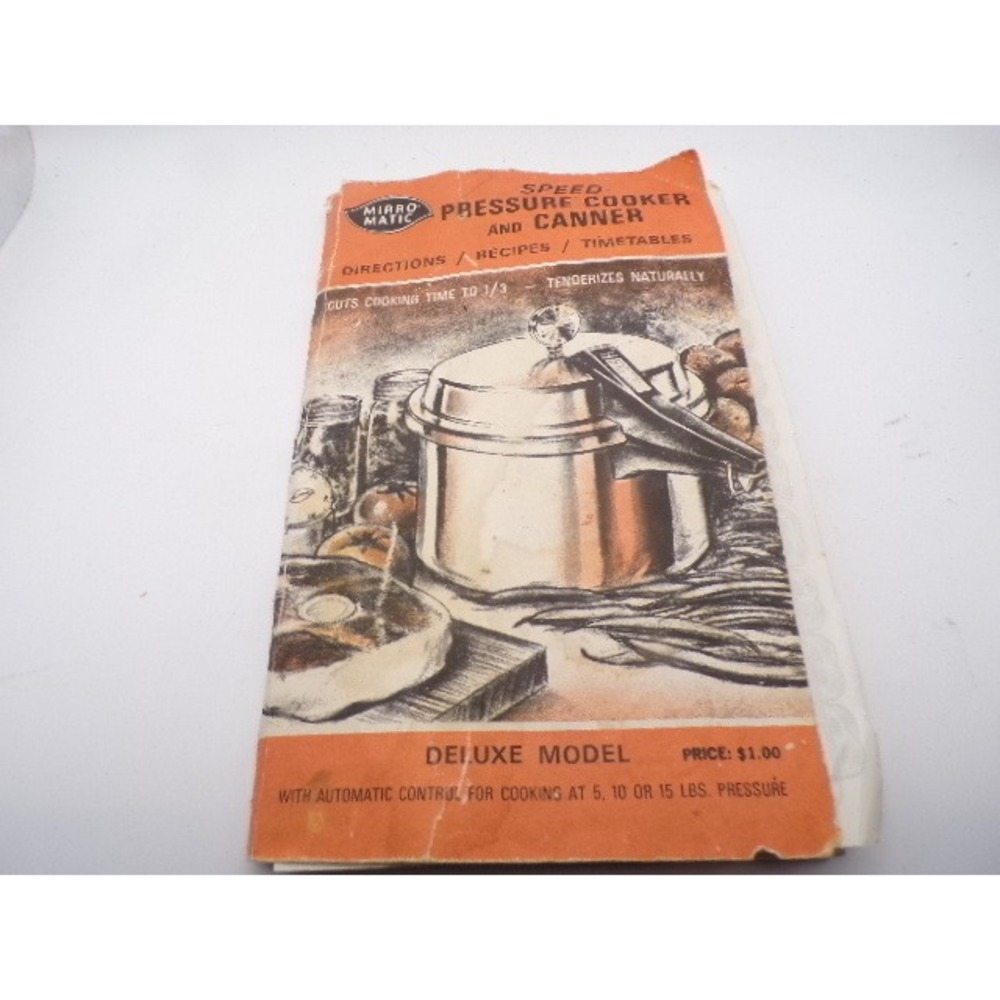 MIRRO
MATIC
SPEED
PRESSURE COOKER
AND CANNER
DIRECTIONS / RECIPES / TIMETABLES
CUTS COOKING TIME TO 1/3 — TENDERIZES NATURALLY
DELUXE MODEL PRICE: $1.00
WITH AUTOMATIC CONTROL FOR COOKING AT 5, 10 OR 15 LBS. PRESSURE